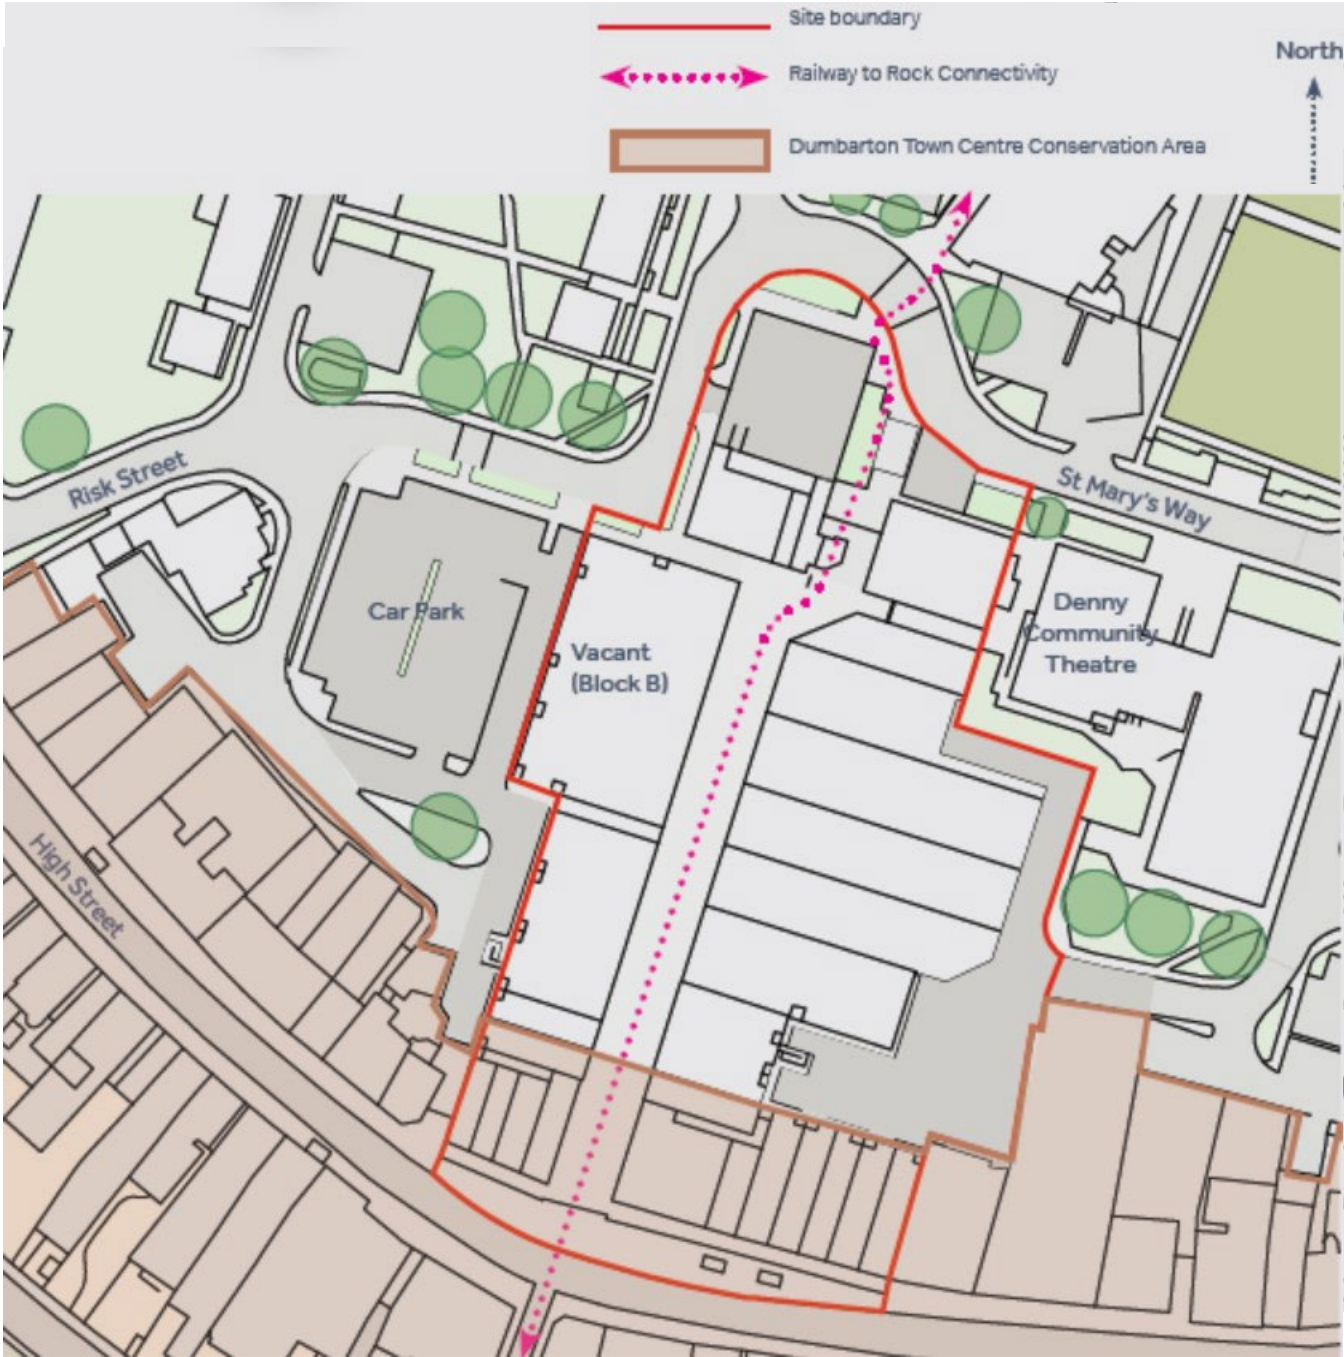 Site boundary
Railway to Rock Connectivity
North
Dumbarton Town Centre Conservation Area
Risk Street
St Mary's Way
Car Park
Denny
Community
Theatre
Vacant
(Block B)
High Street